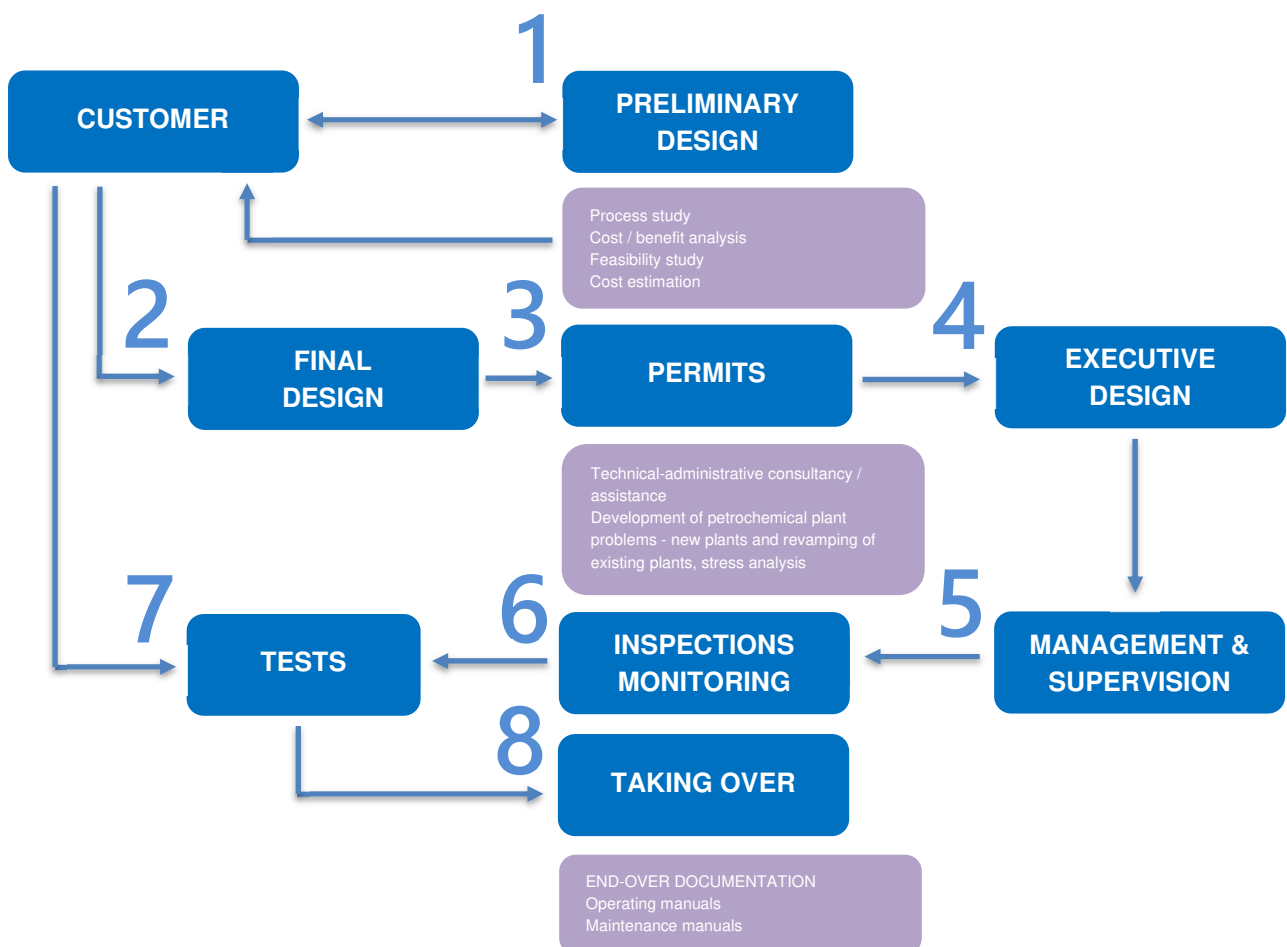 1
CUSTOMER
PRELIMINARY
DESIGN
Process study
Cost / benefit analysis
Feasibility study
Cost estimation
2
FINAL
DESIGN
3
PERMITS
4
EXECUTIVE
DESIGN
Technical-administrative consultancy /
assistance
Development of petrochemical plant
problems - new plants and revamping of
existing plants, stress analysis
7
TESTS
6
INSPECTIONS
MONITORING
5
MANAGEMENT &
SUPERVISION
8
TAKING OVER
END-OVER DOCUMENTATION
Operating manuals
Maintenance manuals